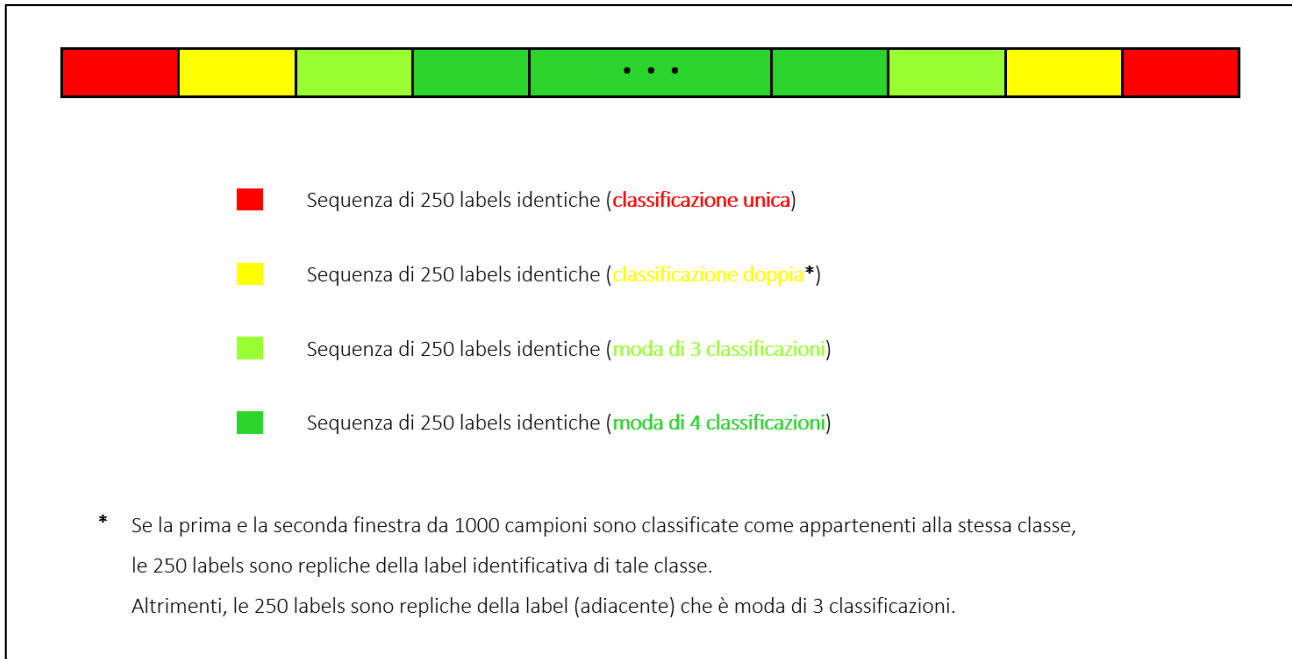 . . .
Sequenza di 250 labels identiche (classificazione unica)
Sequenza di 250 labels identiche (classificazione doppia*)
Sequenza di 250 labels identiche (moda di 3 classificazioni)
Sequenza di 250 labels identiche (moda di 4 classificazioni)
* Se la prima e la seconda finestra da 1000 campioni sono classificate come appartenenti alla stessa classe,
le 250 labels sono repliche della label identificativa di tale classe.
Altrimenti, le 250 labels sono repliche della label (adiacente) che è moda di 3 classificazioni.